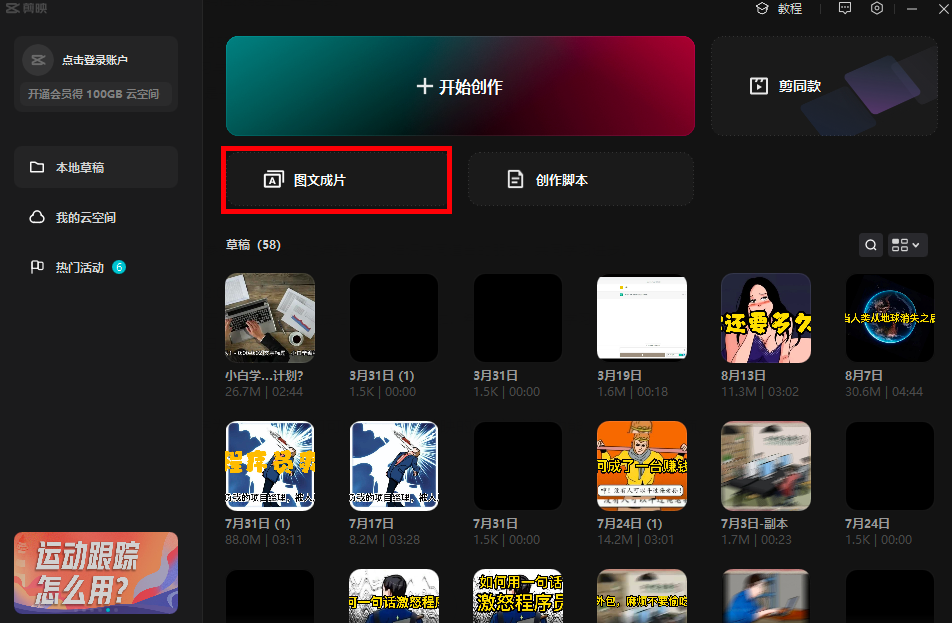 剪映
教程
点击登录账户
开通会员得 100GB 云空间
开始创作
剪同款
本地草稿
图文成片
创作脚本
我的云空间
草稿 (58)
热门活动 6
还要多久
当人类从地球消失之后
小白学...计划?
3月31日 (1)
3月31日
3月19日
8月13日
8月7日
26.7M | 02:44
1.5K | 00:00
1.5K | 00:00
1.6M | 00:18
11.3M | 03:02
30.6M | 04:44
何成了一台赚钱
7月31日 (1)
7月17日
7月31日
7月24日 (1)
7月3日-副本
7月24日
88.0M | 03:11
8.2M | 03:28
1.5K | 00:00
14.2M | 03:01
1.7M | 00:23
1.5K | 00:00
运动跟踪
怎么用?
何一句话激怒程序
如何用一句话
激怒程序员
外包，麻烦不要偷吃